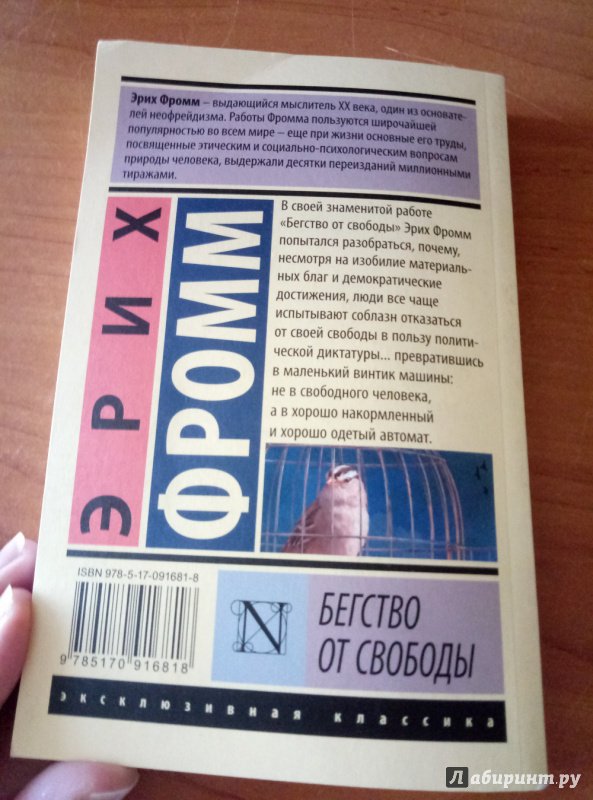 Эрих Фромм – выдающийся мыслитель XX века, один из основате-
лей неофрейдизма. Работы Фромма пользуются широчайшей
популярностью во всем мире – еще при жизни основные его труды,
посвященные этическим и социально-психологическим вопросам
природы человека, выдержали десятки переизданий миллионными
тиражами.
ЭРИХ
ФРОММ
В своей знаменитой работе
«Бегство от свободы» Эрих Фромм
попытался разобраться, почему,
несмотря на изобилие материаль-
ных благ и демократические
достижения, люди все чаще
испытывают соблазн отказаться
от своей свободы в пользу полити-
ческой диктатуры... превратившись
в маленький винтик машины:
не в свободного человека,
а в хорошо накормленный
и хорошо одетый автомат.
ISBN 978-5-17-091681-8
9 785170 916818
N
БЕГСТВО
ОТ СВОБОДЫ
эксклюзивная классика
Лабиринт.ру